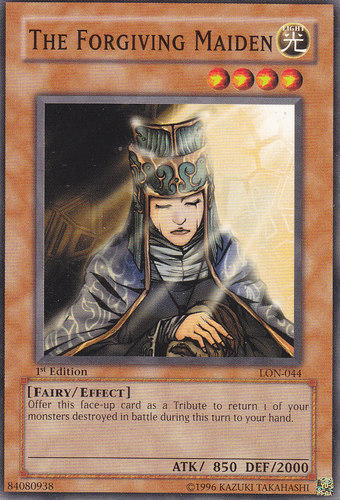 THE FORGIVING MAIDEN
LIGHT
光
1st Edition
LON-044
[FAIRY/EFFECT]
Offer this face-up card as a Tribute to return 1 of your
monsters destroyed in battle during this turn to your hand.
ATK/ 850 DEF/2000
84080938
©1996 KAZUKI TAKAHASHI